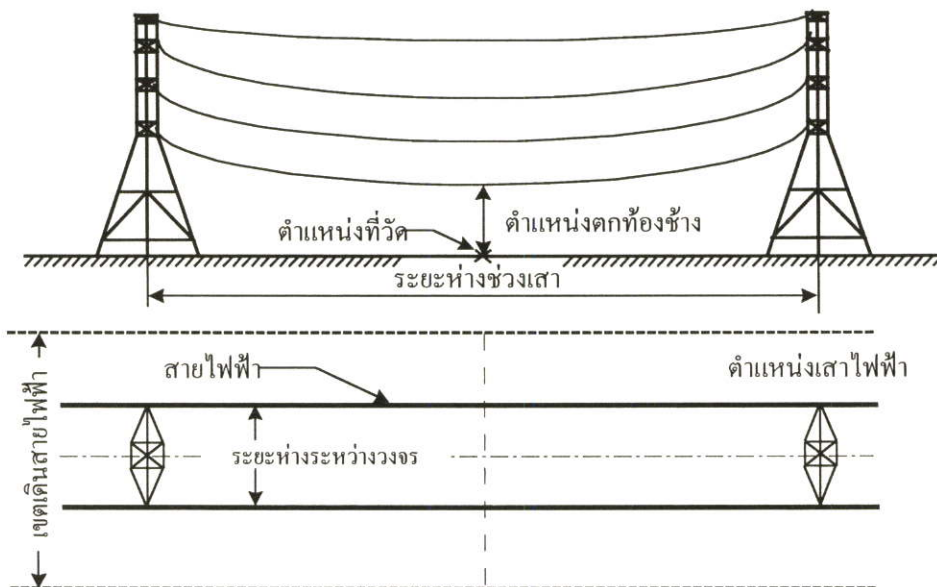 ตำแหน่งที่วัด
ตำแหน่งตกท้องช้าง
ระยะห่างช่วงเสา
สายไฟฟ้า
ตำแหน่งเสาไฟฟ้า
ระยะห่างระหว่างวงจร
เขตเดินสายไฟฟ้า